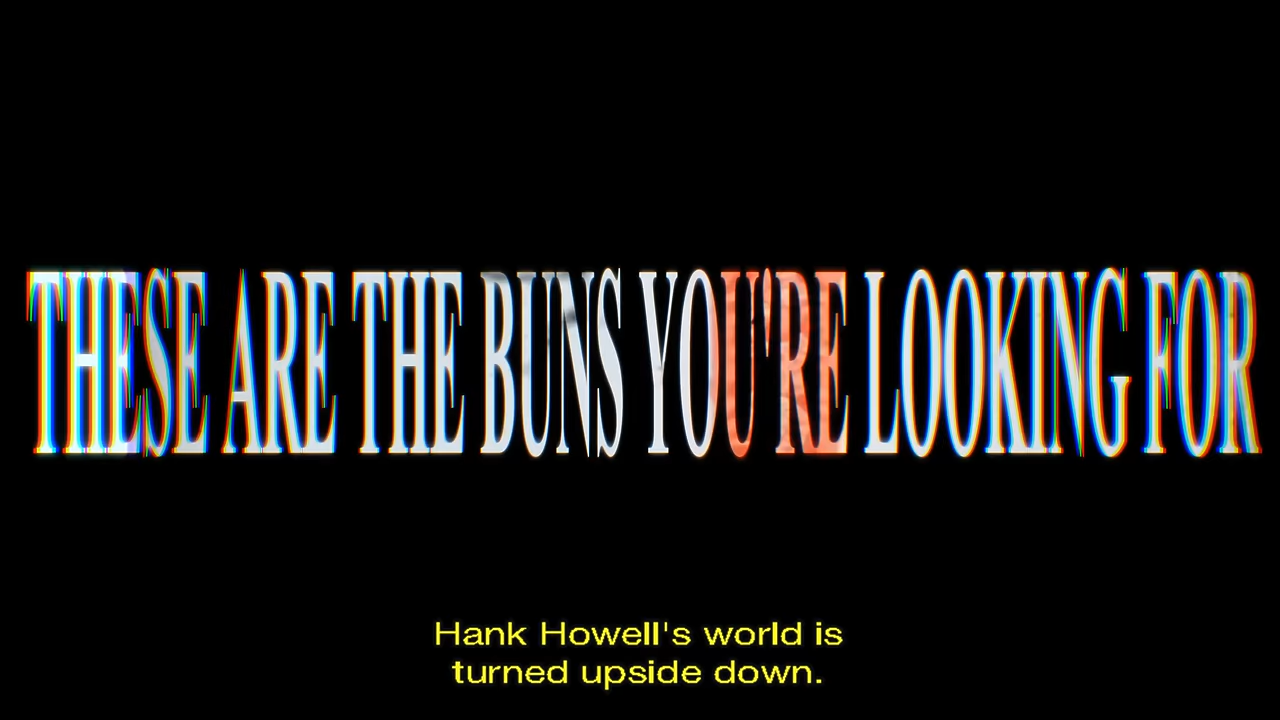 THESE ARE THE BUNS YOU'RE LOOKING FOR
Hank Howell's world is
turned upside down.